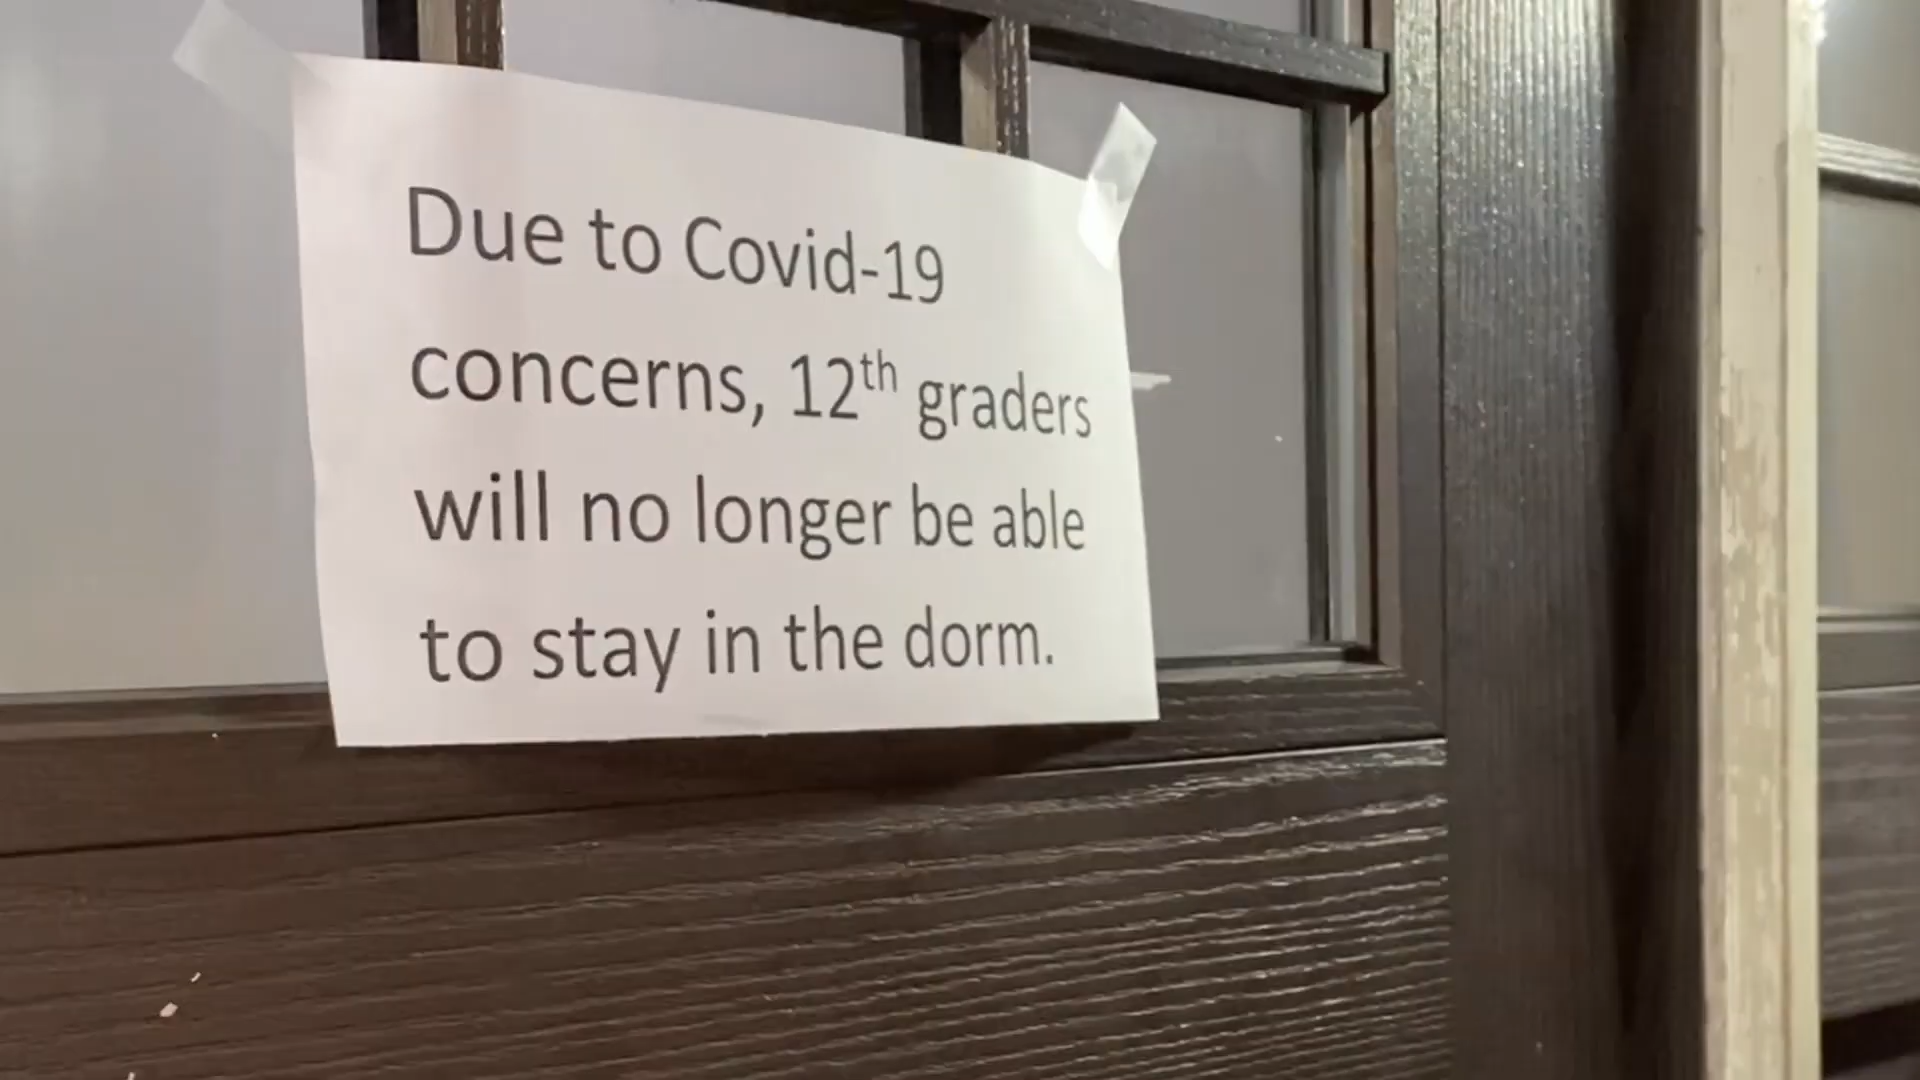 Due to Covid-19
concerns, 12th graders
will no longer be able
to stay in the dorm.